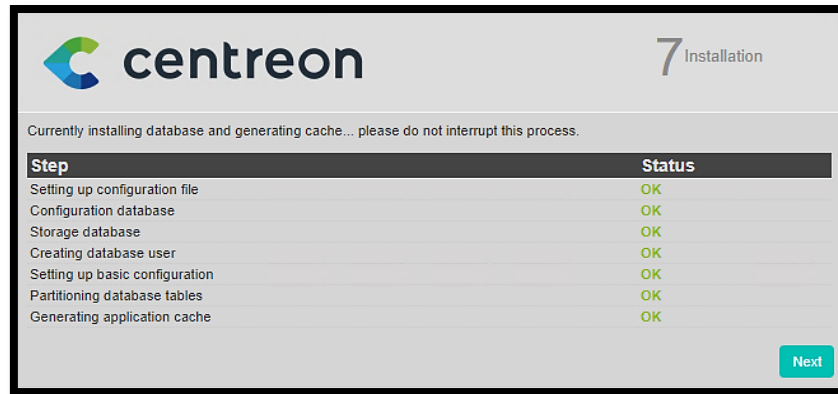 centreon
7 Installation
Currently installing database and generating cache... please do not interrupt this process.
Step Status
Setting up configuration file OK
Configuration database OK
Storage database OK
Creating database user OK
Setting up basic configuration OK
Partitioning database tables OK
Generating application cache OK
Next